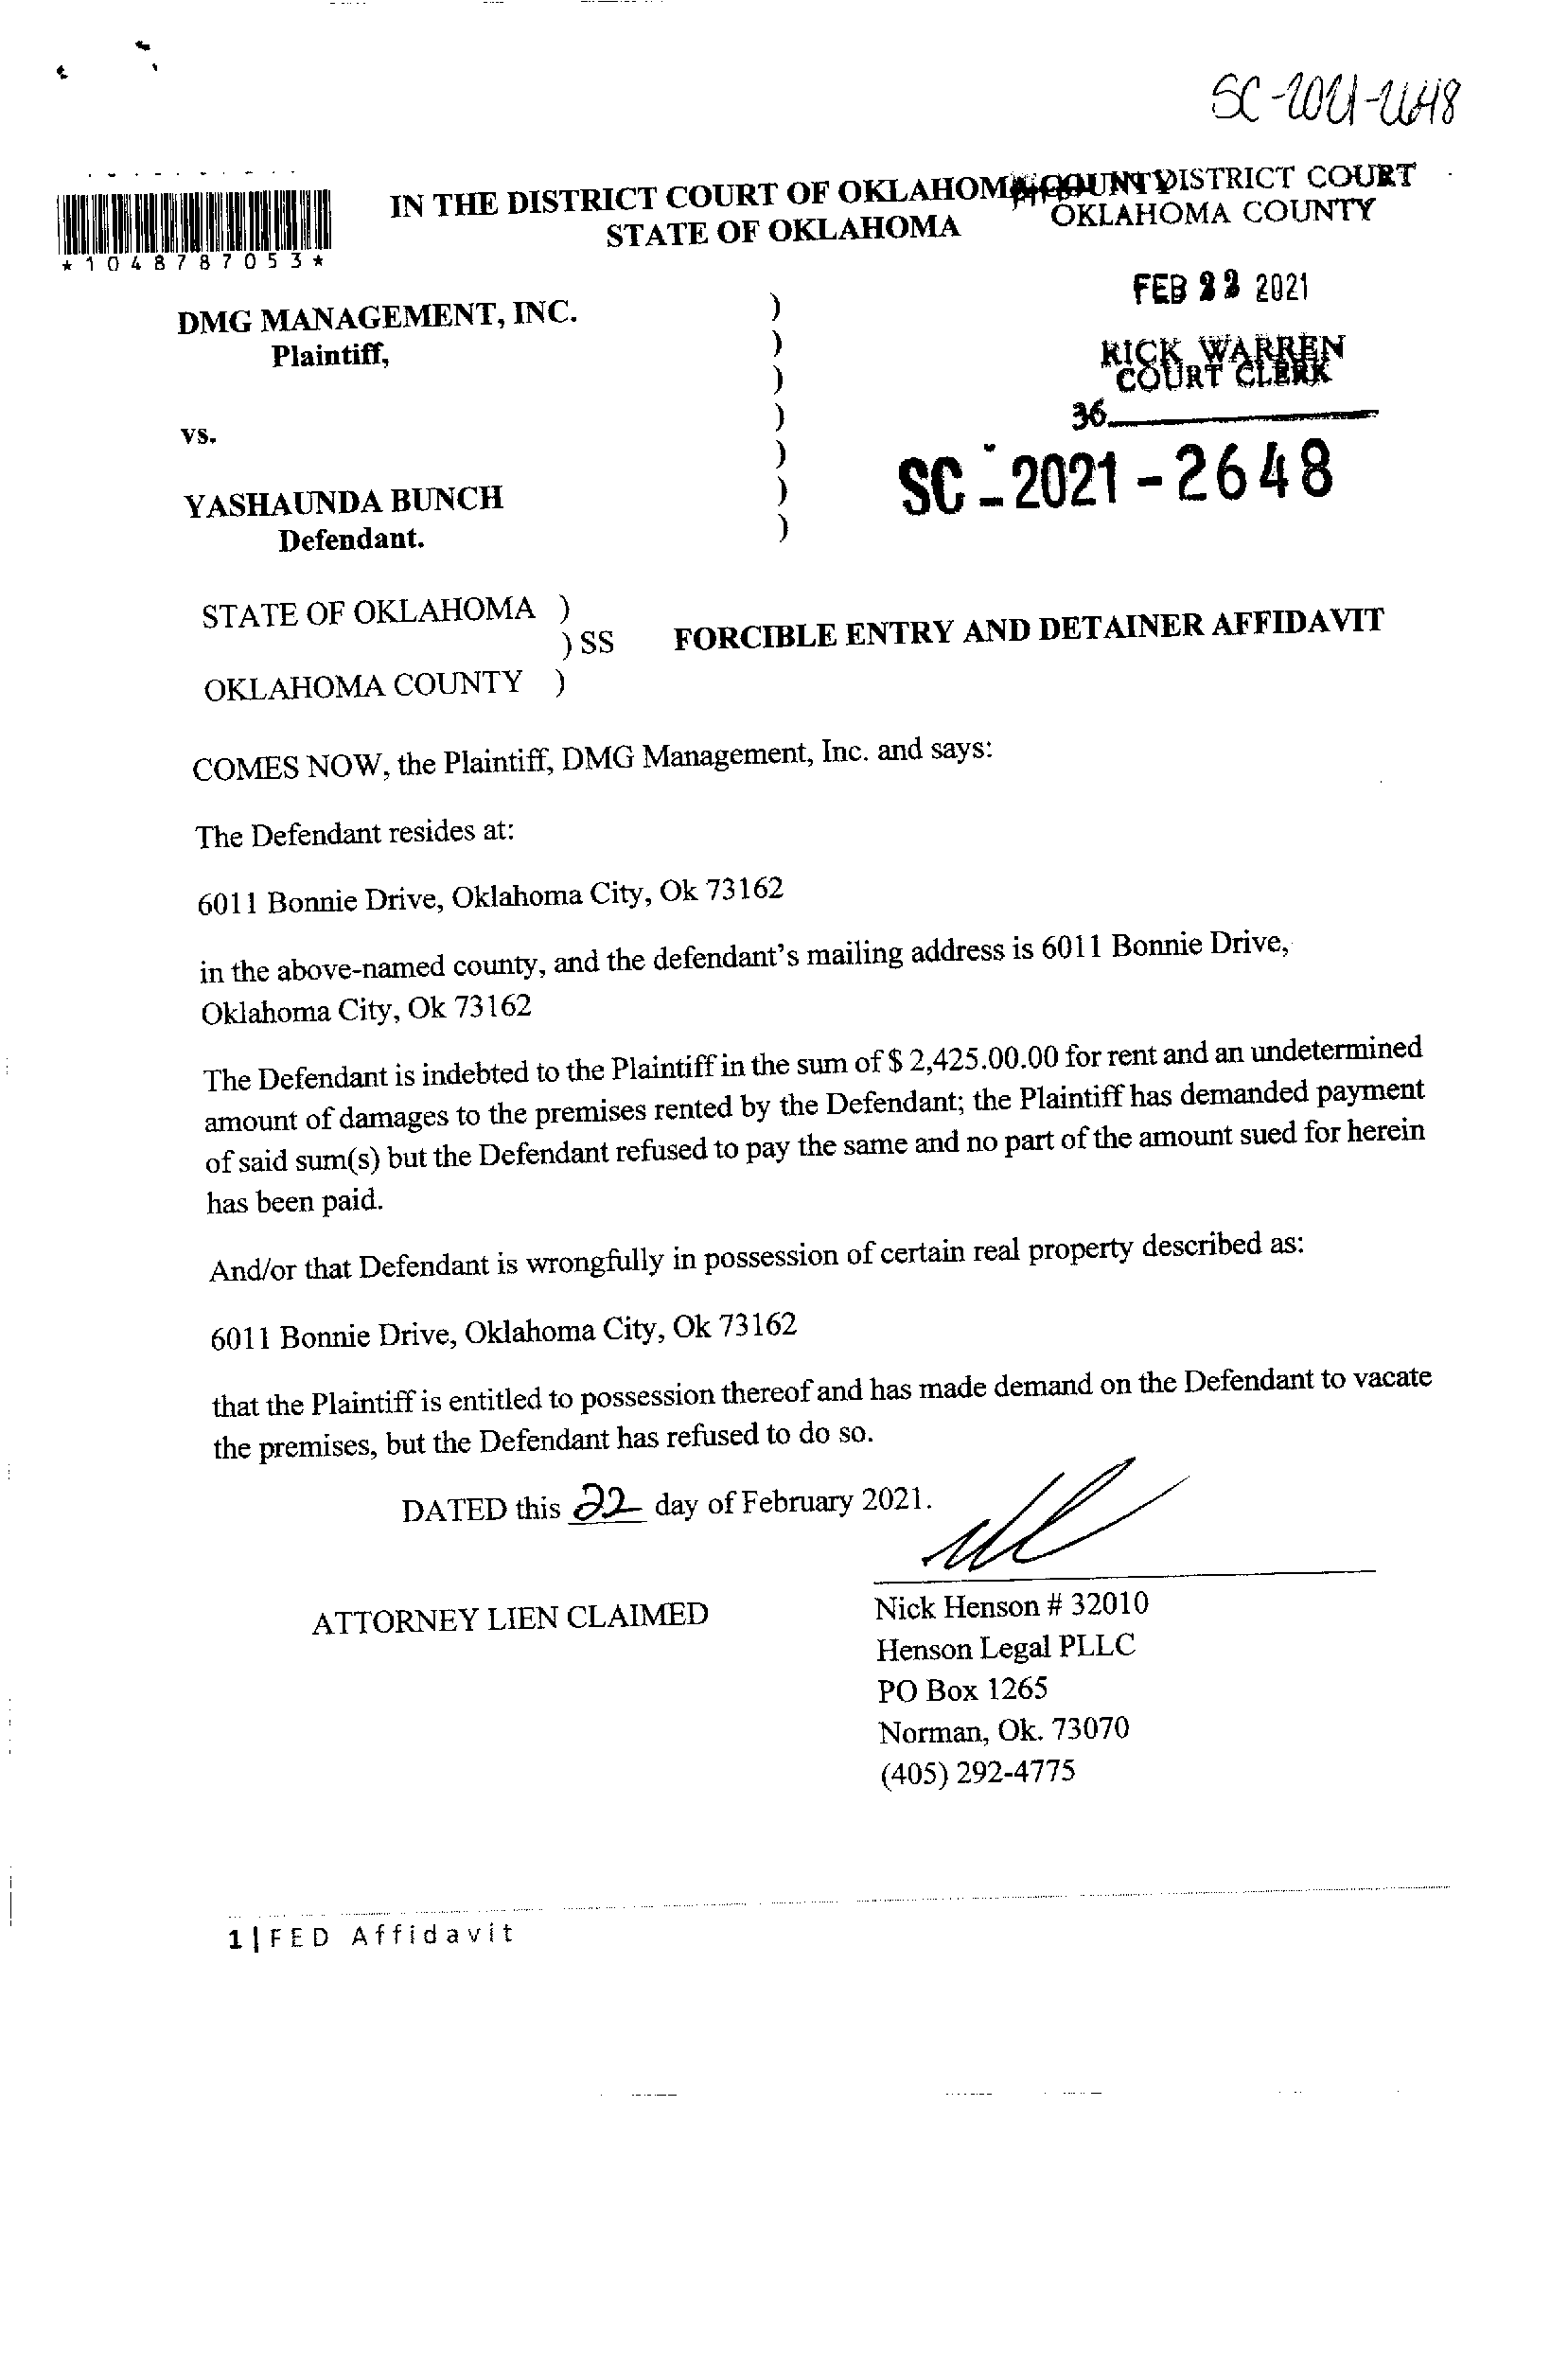 SC-2021-2648
IN THE DISTRICT COURT OF OKLAHOMA COUNTY DISTRICT COURT
STATE OF OKLAHOMA OKLAHOMA COUNTY
*1048787053*
FEB 22 2021
DMG MANAGEMENT, INC. )
Plaintiff, )
RICK WARREN
COURT CLERK
)
36
vs. )
)
SC - 2021 - 2648
YASHAUNDA BUNCH )
Defendant. )
STATE OF OKLAHOMA )
) SS FORCIBLE ENTRY AND DETAINER AFFIDAVIT
OKLAHOMA COUNTY )
COMES NOW, the Plaintiff, DMG Management, Inc. and says:
The Defendant resides at:
6011 Bonnie Drive, Oklahoma City, Ok 73162
in the above-named county, and the defendant's mailing address is 6011 Bonnie Drive,
Oklahoma City, Ok 73162
The Defendant is indebted to the Plaintiff in the sum of $ 2,425.00.00 for rent and an undetermined
amount of damages to the premises rented by the Defendant; the Plaintiff has demanded payment
of said sum(s) but the Defendant refused to pay the same and no part of the amount sued for herein
has been paid.
And/or that Defendant is wrongfully in possession of certain real property described as:
6011 Bonnie Drive, Oklahoma City, Ok 73162
that the Plaintiff is entitled to possession thereof and has made demand on the Defendant to vacate
the premises, but the Defendant has refused to do so.
DATED this 22 day of February 2021.
ATTORNEY LIEN CLAIMED
Nick Henson # 32010
Henson Legal PLLC
PO Box 1265
Norman, Ok. 73070
(405) 292-4775
1|FED Affidavit